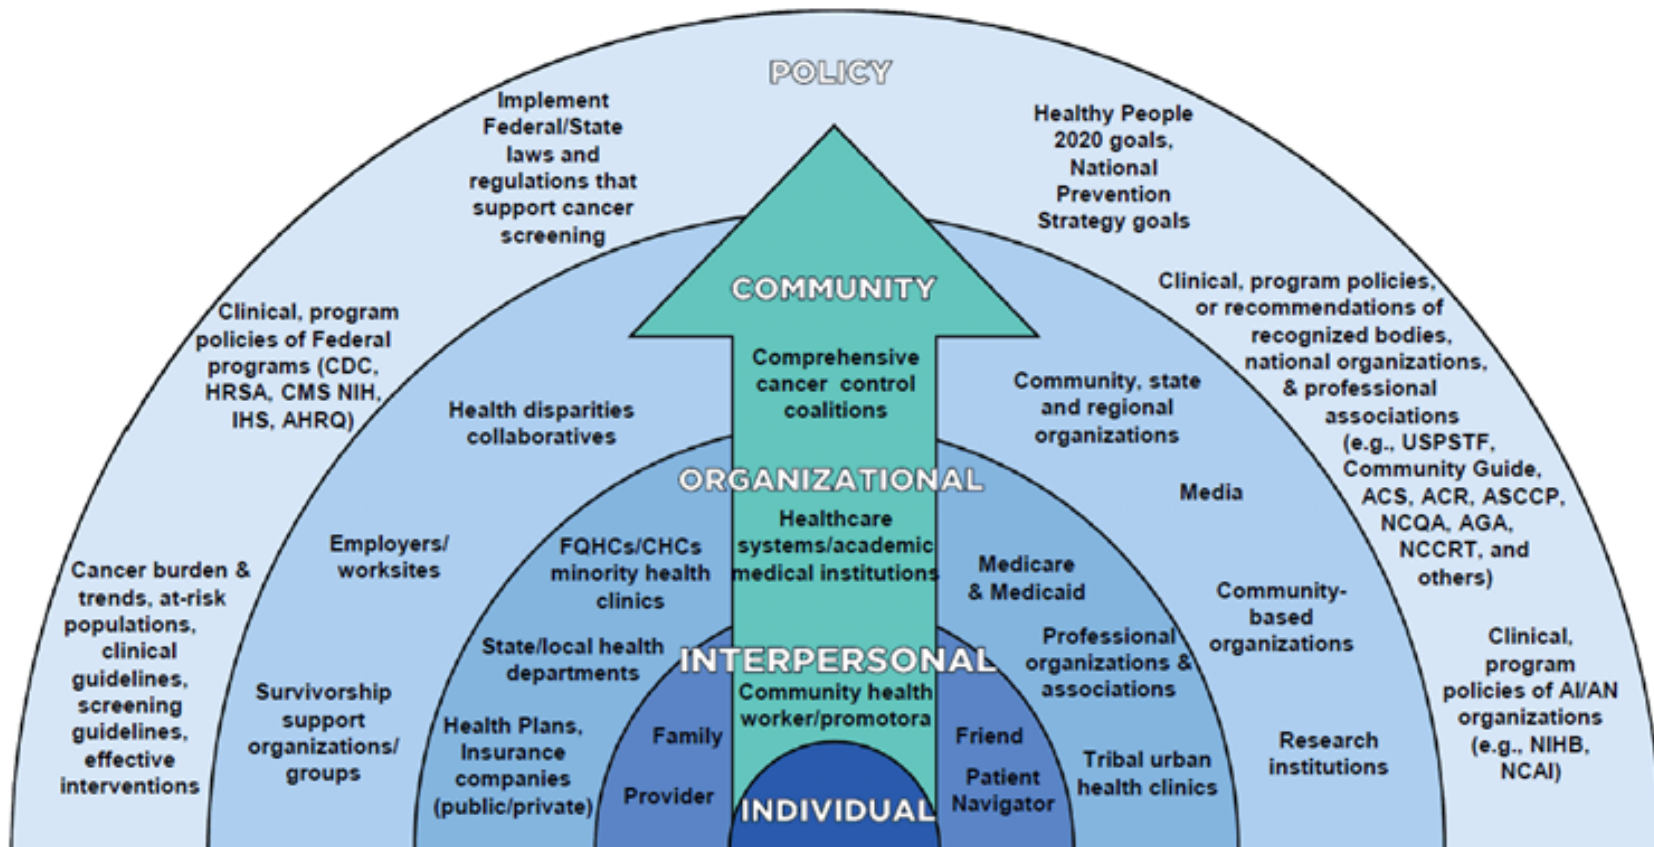 POLICY
Implement
Federal/State
laws and
regulations that
support cancer
screening
Healthy People
2020 goals,
National
Prevention
Strategy goals
Clinical, program
policies of Federal
programs (CDC,
HRSA, CMS NIH,
IHS, AHRQ)
Clinical, program policies,
or recommendations of
recognized bodies,
national organizations,
& professional
associations
(e.g., USPSTF,
Community Guide,
ACS, ACR, ASCCP,
NCQA, AGA,
NCCRT, and
others)
Cancer burden &
trends, at-risk
populations,
clinical
guidelines,
screening
guidelines,
effective
interventions
Clinical,
program
policies of AI/AN
organizations
(e.g., NIHB,
NCAI)
COMMUNITY
Comprehensive
cancer control
coalitions
Health disparities
collaboratives
Community, state
and regional
organizations
Media
Employers/
worksites
Community-
based
organizations
Survivorship
support
organizations/
groups
Research
institutions
ORGANIZATIONAL
Healthcare
systems/academic
medical institutions
FQHCs/CHCs
minority health
clinics
Medicare
& Medicaid
State/local health
departments
Professional
organizations &
associations
Health Plans,
Insurance
companies
(public/private)
Tribal urban
health clinics
INTERPERSONAL
Community health
worker/promotora
Family
Friend
Provider
Patient
Navigator
INDIVIDUAL